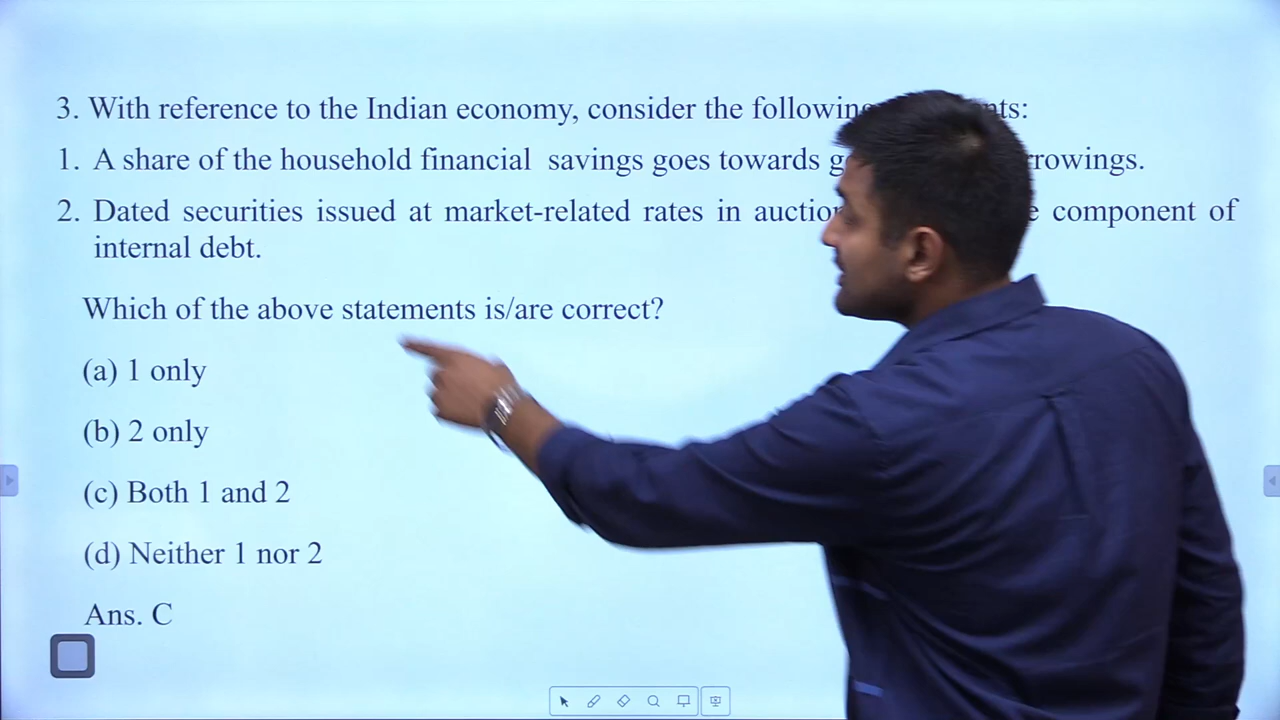 3. With reference to the Indian economy, consider the following
1. A share of the household financial savings goes towards
2. Dated securities issued at market-related rates in component of
internal debt.
Which of the above statements is/are correct?
(a) 1 only
(b) 2 only
(c) Both 1 and 2
(d) Neither 1 nor 2
Ans. C